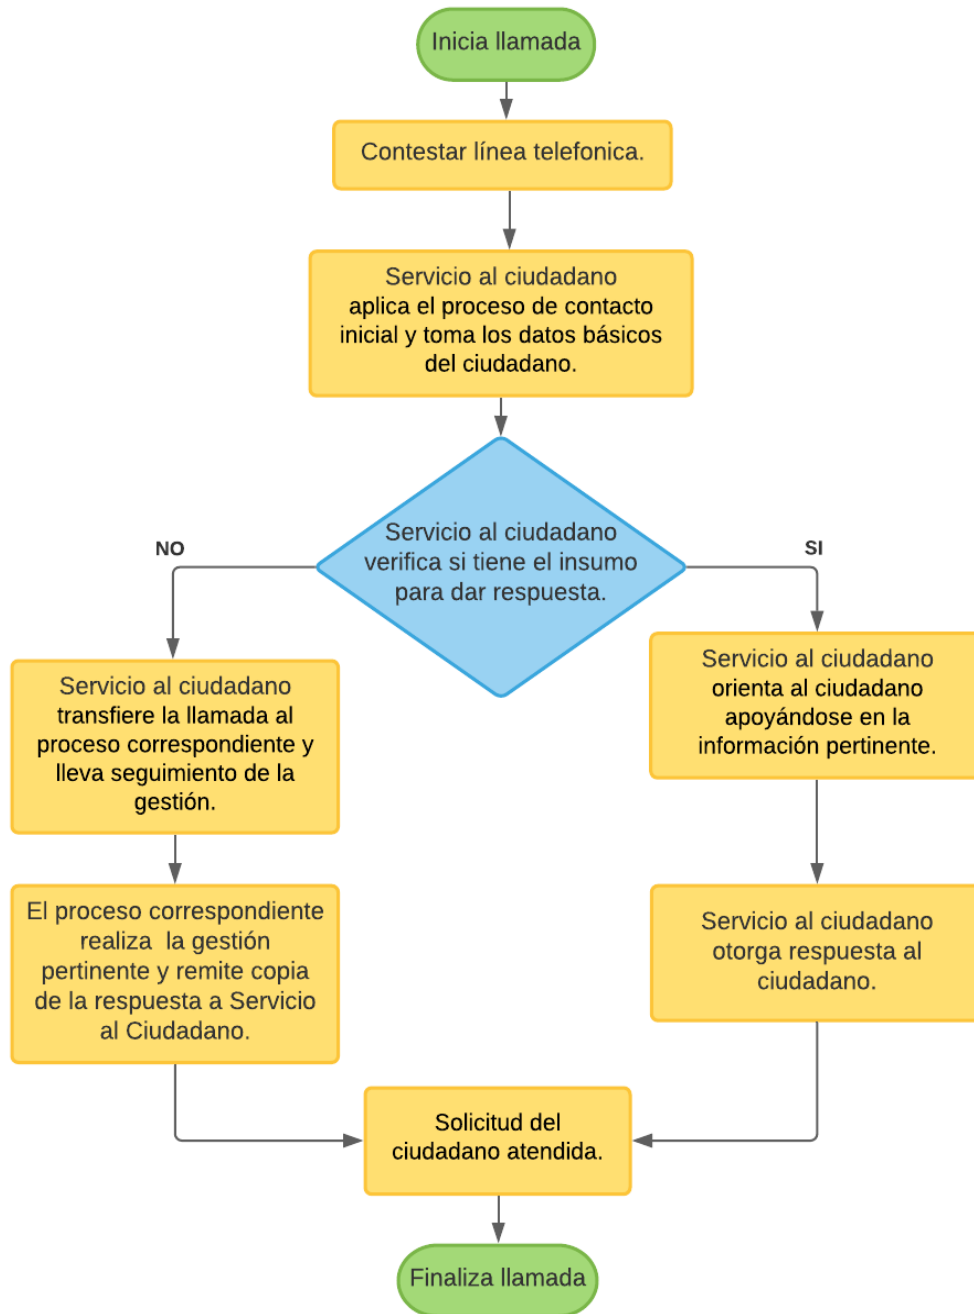 Inicia llamada
Contestar línea telefonica.
Servicio al ciudadano
aplica el proceso de contacto
inicial y toma los datos básicos
del ciudadano.
Servicio al ciudadano
verifica si tiene el insumo
para dar respuesta.
NO
SI
Servicio al ciudadano
transfiere la llamada al
proceso correspondiente y
lleva seguimiento de la
gestión.
Servicio al ciudadano
orienta al ciudadano
apoyándose en la
información pertinente.
El proceso correspondiente
realiza  la gestión
pertinente y remite copia
de la respuesta a Servicio
al Ciudadano.
Servicio al ciudadano
otorga respuesta al
ciudadano.
Solicitud del
ciudadano atendida.
Finaliza llamada